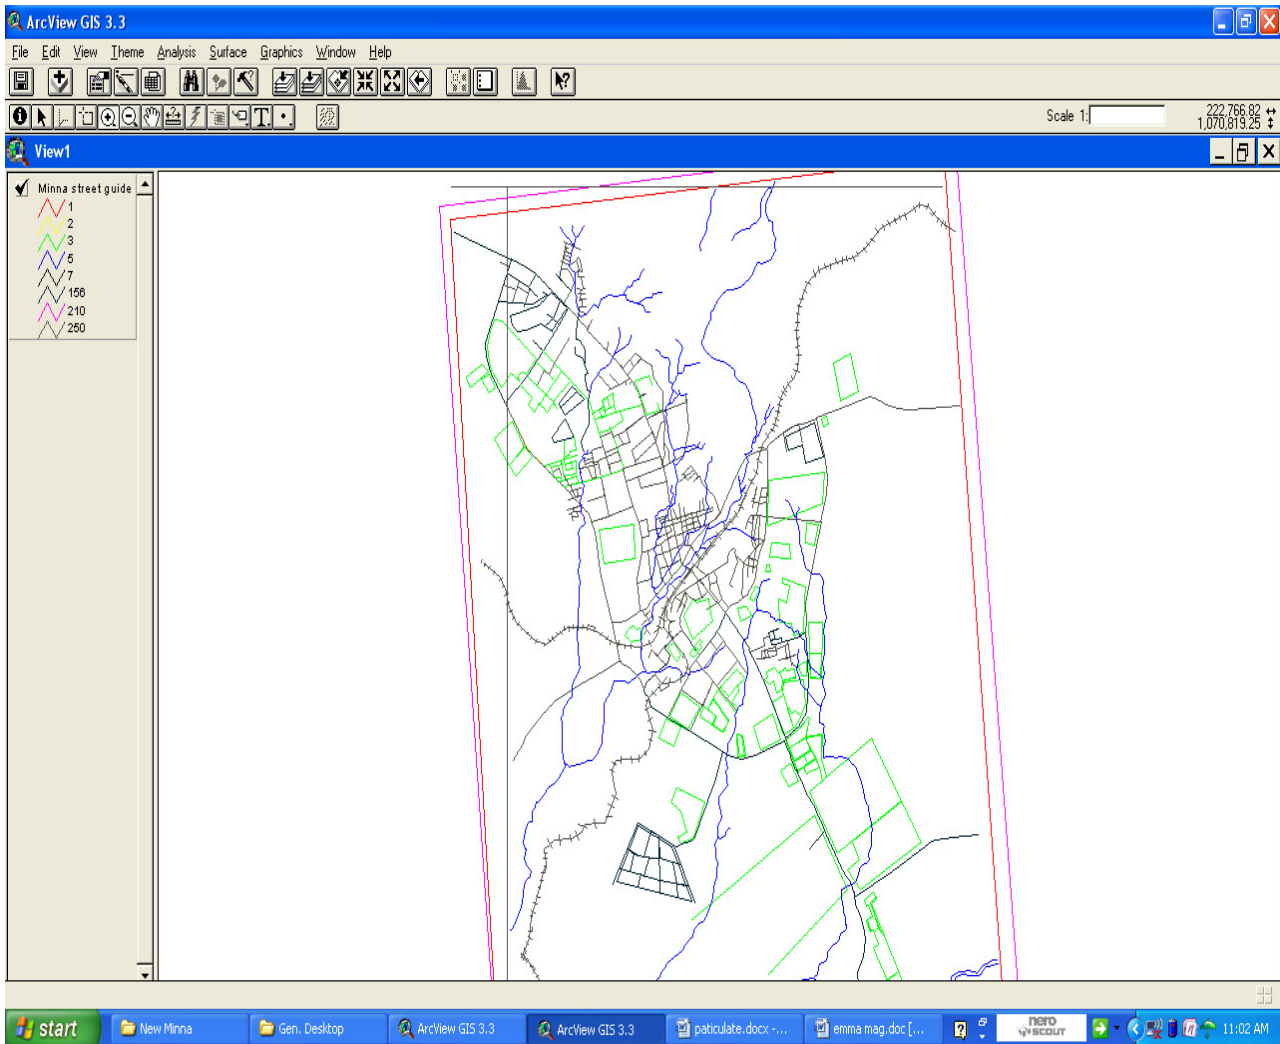 ArcView GIS 3.3
File Edit View Theme Analysis Surface Graphics Window Help
Scale 1:
222,766.82
1,070,819.25
View1
Minna street guide
1
2
3
5
7
156
210
250
start New Minna Gen. Desktop ArcView GIS 3.3 ArcView GIS 3.3 paticulate.docx -... emma mag.doc [... nero SCOUT 11:02 AM